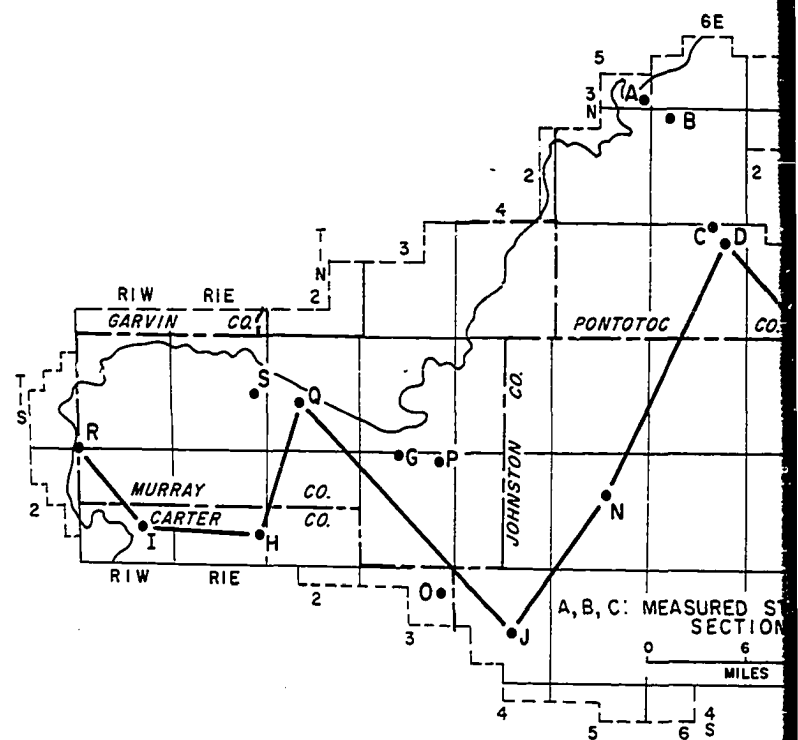 6E
5
A
3
N
B
2
2
4
C
D
T
I
N
3
2
RIW RIE
GARVIN CO.
PONTOTOC CO.
S
Q
T
I
S
CO.
R
G
P
JOHNSTON
MURRAY CO.
2
CARTER CO.
N
I
H
RIW RIE
2
O
A, B, C: MEASURED ST
SECTION
3
J
0 6
MILES
4
5
6
4
S